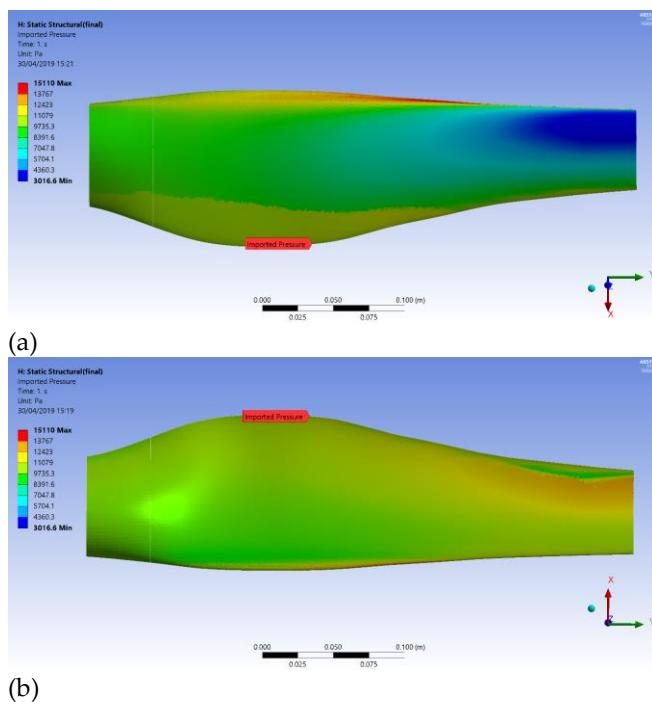 H: Static Structural(final)
Imported Pressure
Time: 1. s
Unit: Pa
30/04/2019 15:21
15110 Max
13767
12423
11079
9735.3
8391.6
7047.8
5704.1
4360.3
3016.6 Min
Imported Pressure
0.000
0.050
0.100 (m)
0.025
0.075
Y
X
(a)
H: Static Structural(final)
Imported Pressure
Time: 1. s
Unit: Pa
30/04/2019 15:19
15110 Max
13767
12423
11079
9735.3
8391.6
7047.8
5704.1
4360.3
3016.6 Min
Imported Pressure
X
Z
Y
0.000
0.050
0.100 (m)
0.025
0.075
(b)